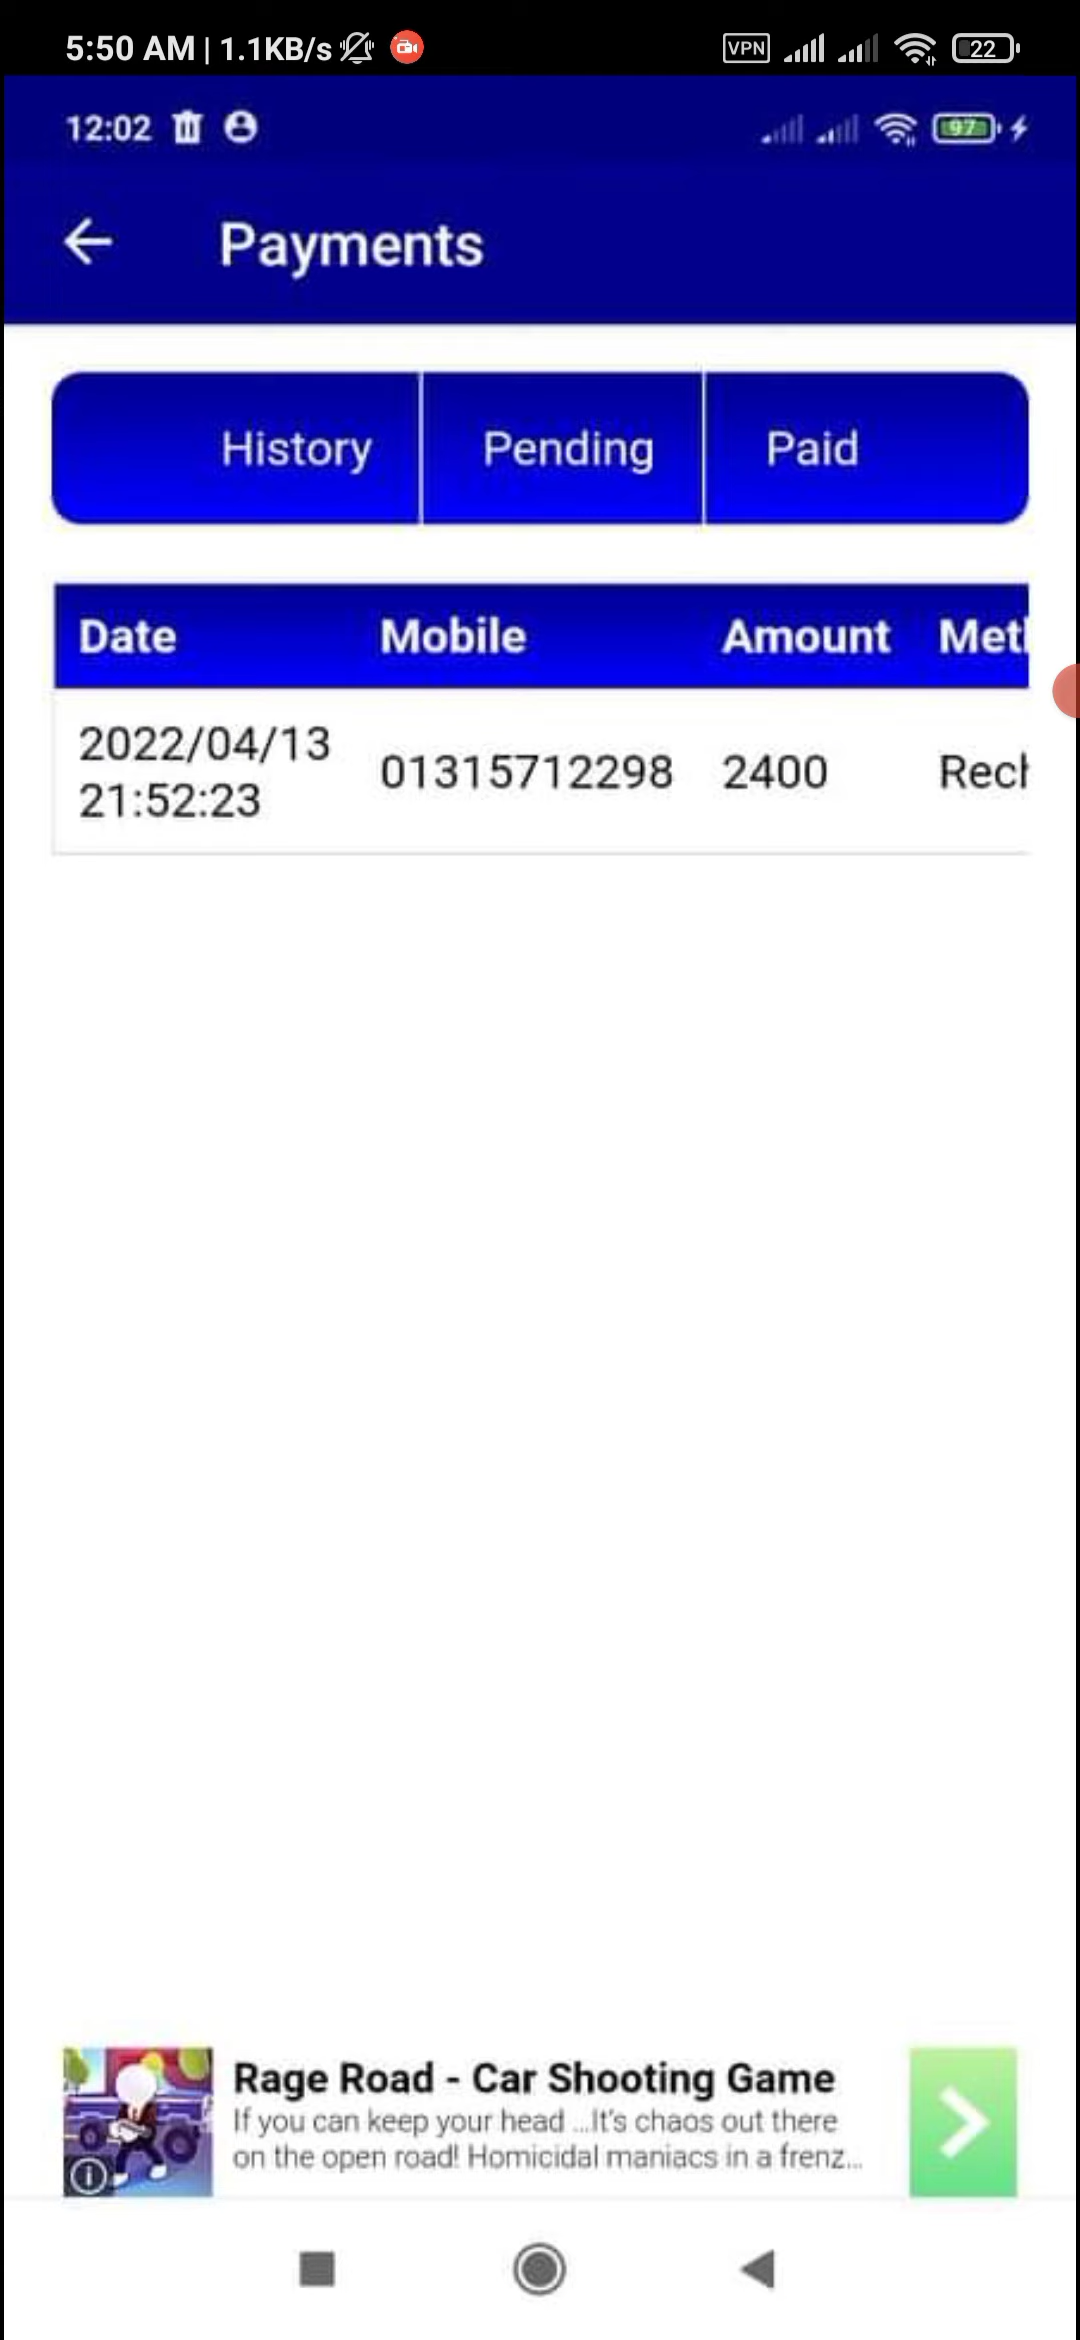 5:50 AM | 1.1KB/s VPN 22
12:02 97
Payments
History Pending Paid
Date Mobile Amount Meth
2022/04/13
21:52:23 01315712298 2400 Rech
Rage Road - Car Shooting Game
If you can keep your head ...It's chaos out there
on the open road! Homicidal maniacs in a frenz...